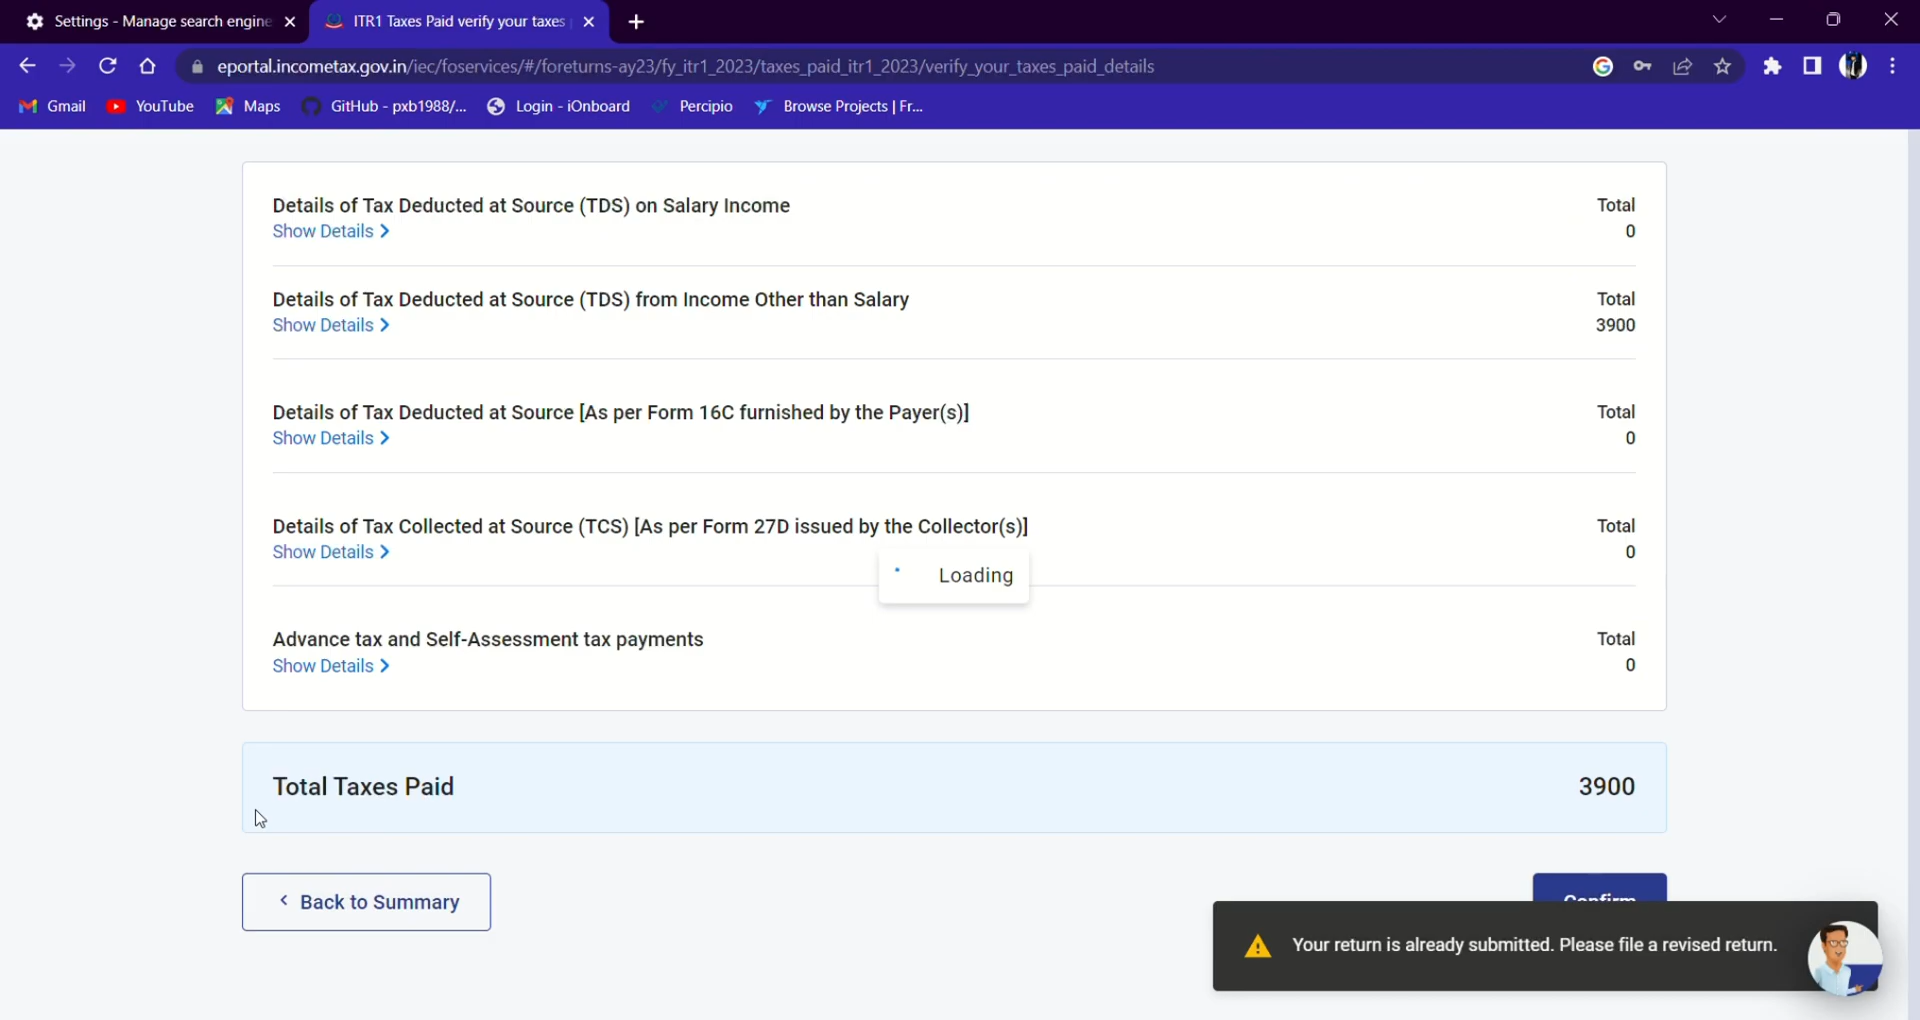 Settings - Manage search engine
ITR1 Taxes Paid verify your taxes
eportal.incometax.gov.in/iec/foservices/#/foreturns-ay23/fy_itr1_2023/taxes_paid_itr1_2023/verify_your_taxes_paid_details
Gmail YouTube Maps GitHub - pxb1988/... Login - iOnboard Percipio Browse Projects | Fr...
Details of Tax Deducted at Source (TDS) on Salary Income Total
Show Details > 0
Details of Tax Deducted at Source (TDS) from Income Other than Salary Total
Show Details > 3900
Details of Tax Deducted at Source [As per Form 16C furnished by the Payer(s)] Total
Show Details > 0
Details of Tax Collected at Source (TCS) [As per Form 27D issued by the Collector(s)] Total
Show Details > 0
Loading
Advance tax and Self-Assessment tax payments Total
Show Details > 0
Total Taxes Paid 3900
< Back to Summary Confirm
Your return is already submitted. Please file a revised return.